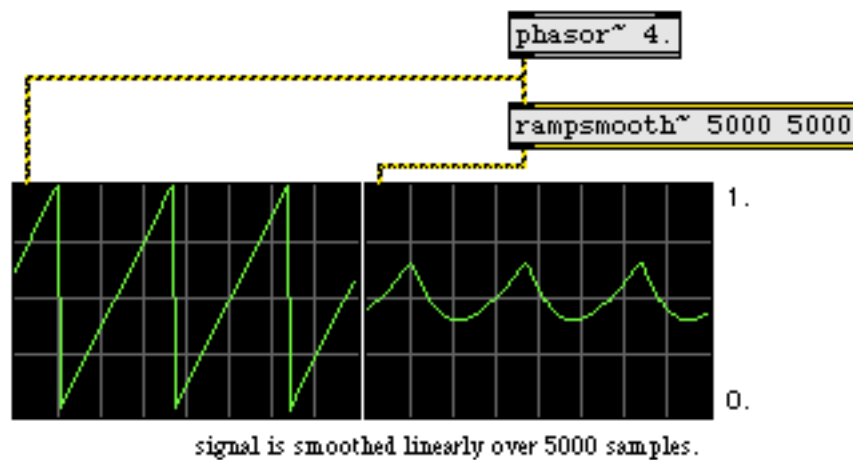 phasor~ 4.
rampsmooth~ 5000 5000
1.
0.
signal is smoothed linearly over 5000 samples.